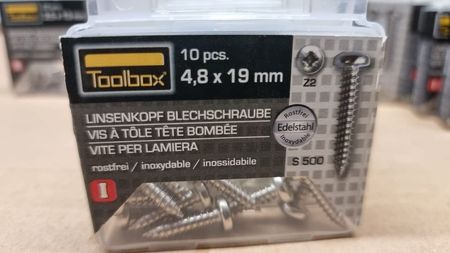 Toolbox
10 pcs.
4,8 x 19 mm
Z2
LINSENKOPF BLECHSCHRAUBE
VIS À TÔLE TÊTE BOMBÉE
VITE PER LAMIERA
rostfrei / inoxydable / inossidabile
Rostfrei
Edelstahl
Inoxydable
S 500
I